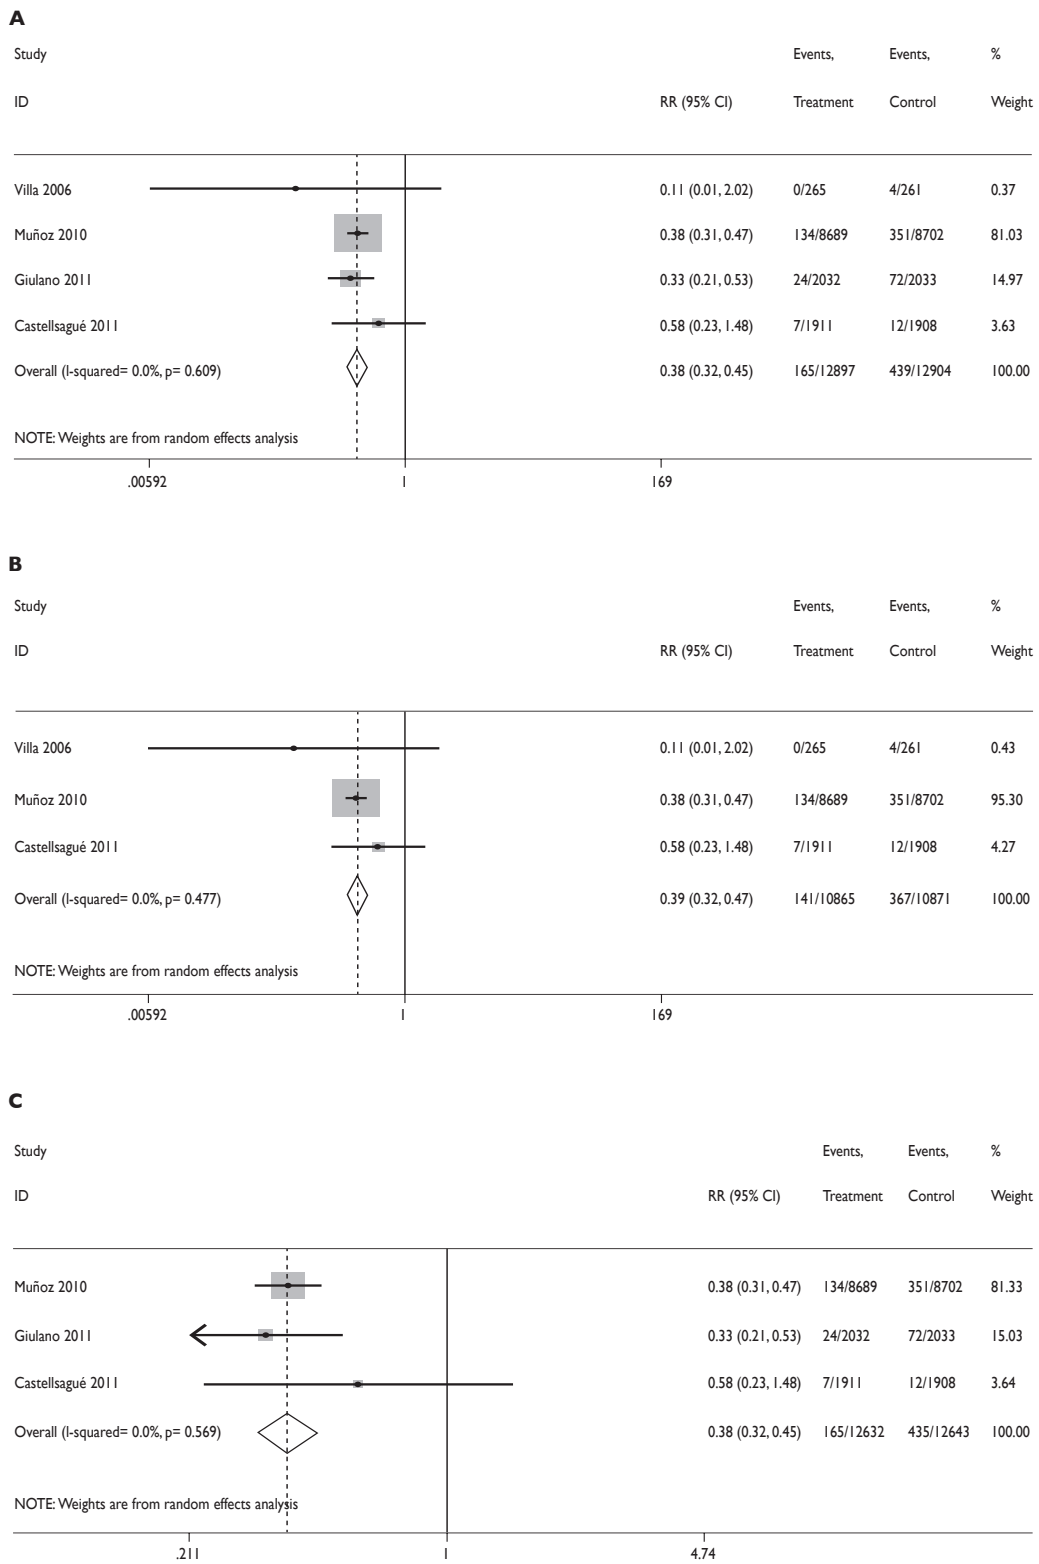 A
Study Events, Events, %
ID RR (95% CI) Treatment Control Weight
Villa 2006 0.11 (0.01, 2.02) 0/265 4/261 0.37
Muñoz 2010 0.38 (0.31, 0.47) 134/8689 351/8702 81.03
Giulano 2011 0.33 (0.21, 0.53) 24/2032 72/2033 14.97
Castellsagué 2011 0.58 (0.23, 1.48) 7/1911 12/1908 3.63
Overall (I-squared= 0.0%, p= 0.609) 0.38 (0.32, 0.45) 165/12897 439/12904 100.00
NOTE: Weights are from random effects analysis
.00592 1 169
B
Study Events, Events, %
ID RR (95% CI) Treatment Control Weight
Villa 2006 0.11 (0.01, 2.02) 0/265 4/261 0.43
Muñoz 2010 0.38 (0.31, 0.47) 134/8689 351/8702 95.30
Castellsagué 2011 0.58 (0.23, 1.48) 7/1911 12/1908 4.27
Overall (I-squared= 0.0%, p= 0.477) 0.39 (0.32, 0.47) 141/10865 367/10871 100.00
NOTE: Weights are from random effects analysis
.00592 1 169
C
Study Events, Events, %
ID RR (95% CI) Treatment Control Weight
Muñoz 2010 0.38 (0.31, 0.47) 134/8689 351/8702 81.33
Giulano 2011 0.33 (0.21, 0.53) 24/2032 72/2033 15.03
Castellsagué 2011 0.58 (0.23, 1.48) 7/1911 12/1908 3.64
Overall (I-squared= 0.0%, p= 0.569) 0.38 (0.32, 0.45) 165/12632 435/12643 100.00
NOTE: Weights are from random effects analysis
.211 1 4.74